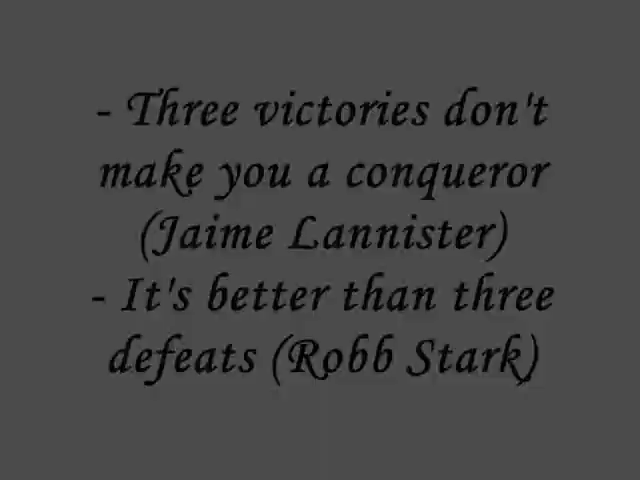 - Three victories don't
make you a conqueror
(Jaime Lannister)
- It's better than three
defeats (Robb Stark)